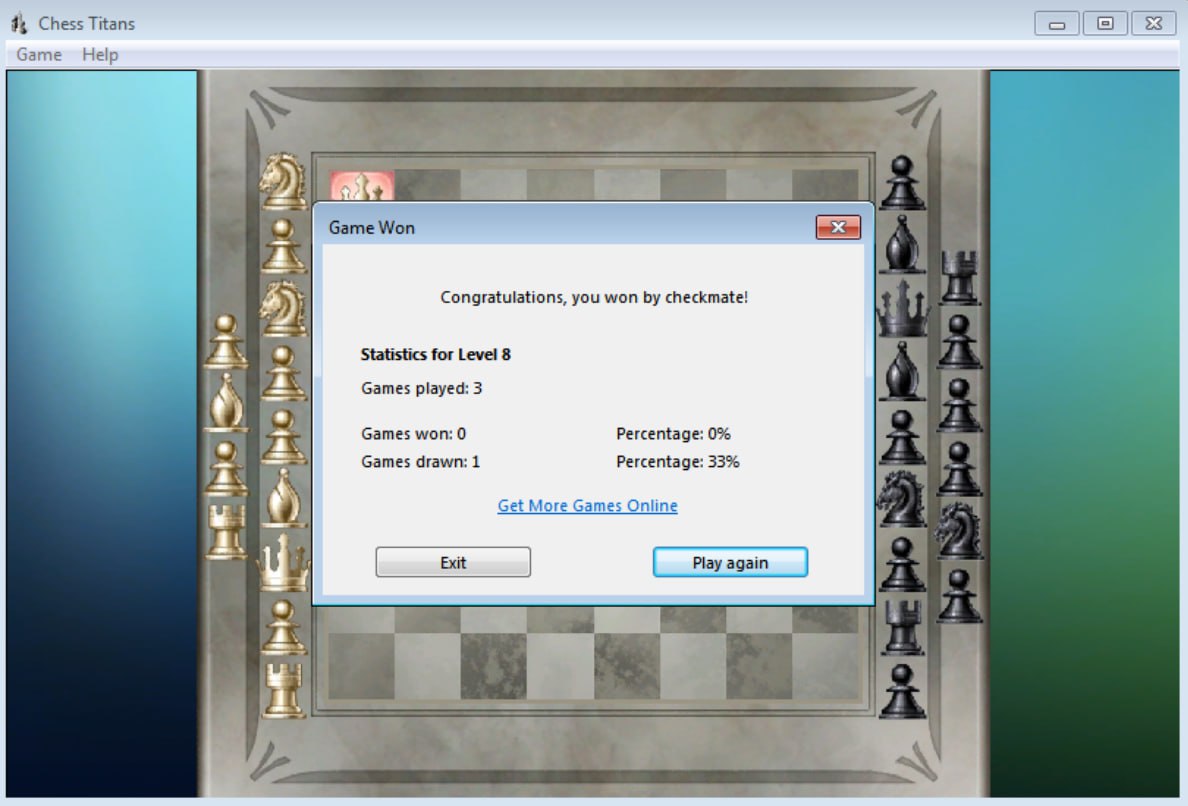 Chess Titans
Game Help
Game Won
Congratulations, you won by checkmate!
Statistics for Level 8
Games played: 3
Games won: 0 Percentage: 0%
Games drawn: 1 Percentage: 33%
Get More Games Online
Exit Play again